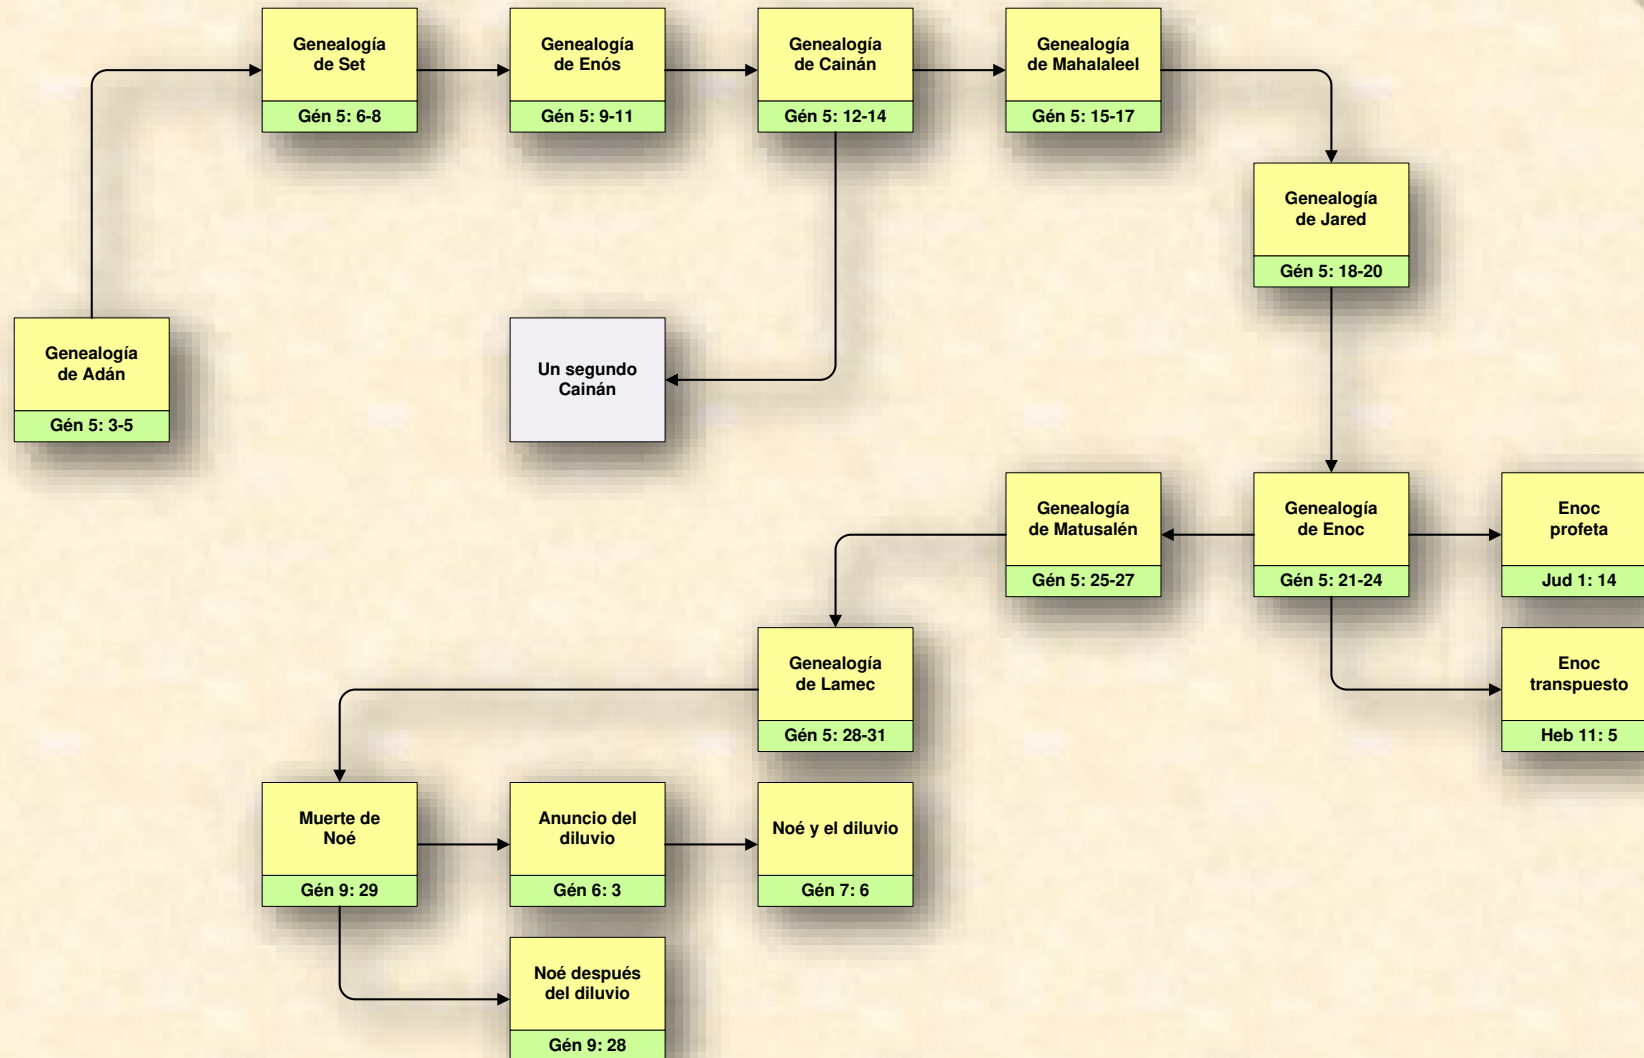 Genealogía
de Set
Gén 5: 6-8
Genealogía
de Enós
Gén 5: 9-11
Genealogía
de Cainán
Gén 5: 12-14
Genealogía
de Mahalaleel
Gén 5: 15-17
Genealogía
de Jared
Gén 5: 18-20
Genealogía
de Adán
Gén 5: 3-5
Un segundo
Cainán
Genealogía
de Matusalén
Gén 5: 25-27
Genealogía
de Enoc
Gén 5: 21-24
Enoc
profeta
Jud 1: 14
Genealogía
de Lamec
Gén 5: 28-31
Enoc
transpuesto
Heb 11: 5
Muerte de
Noé
Gén 9: 29
Anuncio del
diluvio
Gén 6: 3
Noé y el diluvio
Gén 7: 6
Noé después
del diluvio
Gén 9: 28